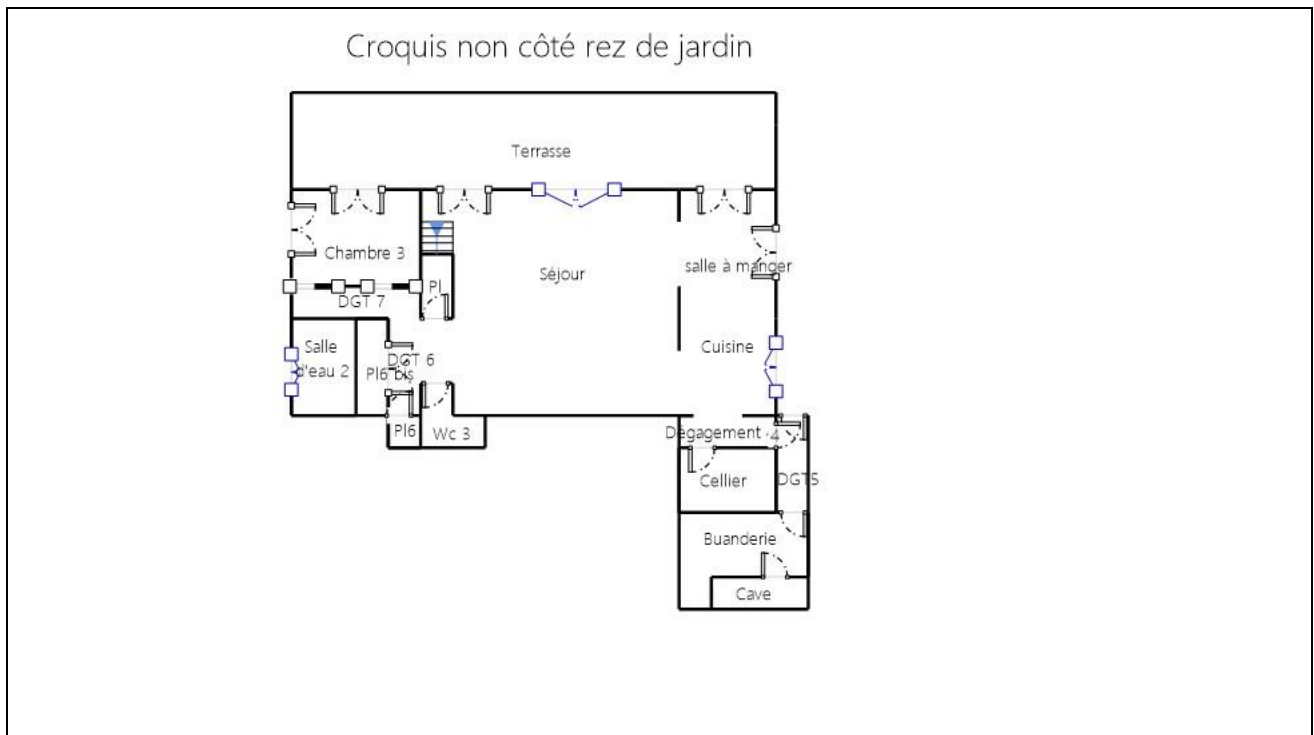 Croquis non côté rez de jardin
Terrasse
Chambre 3
Séjour
salle à manger
Pl
DGT 7
Salle
d'eau 2
Pl6 bis
DGT 6
Cuisine
Pl6
Wc 3
Dégagement 4
Cellier
DGT5
Buanderie
Cave